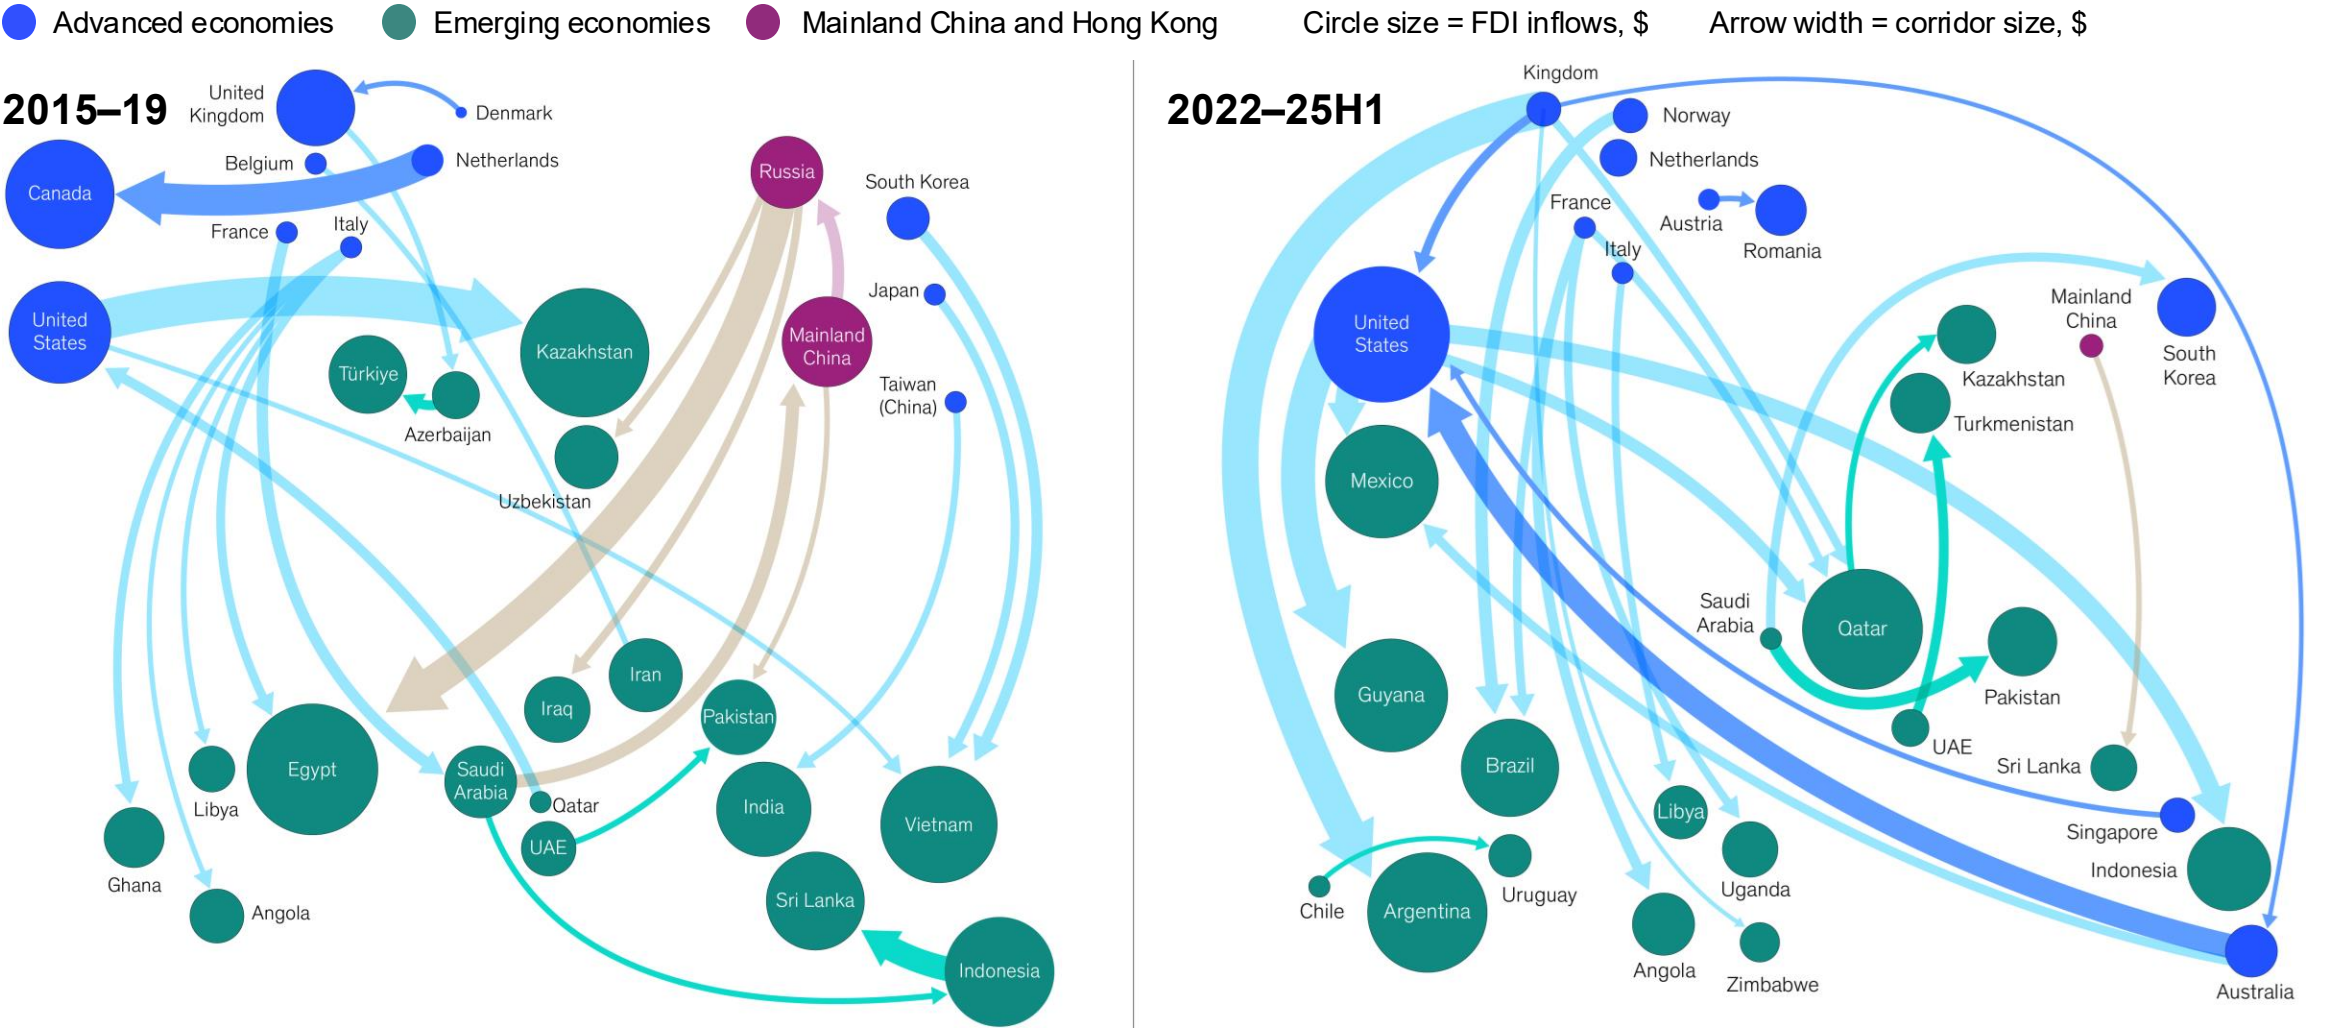 Advanced economies
Emerging economies
Mainland China and Hong Kong
Circle size = FDI inflows, $
Arrow width = corridor size, $
2015–19
United
Kingdom
Denmark
Belgium
Netherlands
Canada
France
Italy
Russia
South Korea
United
States
Japan
Mainland
China
Kazakhstan
Türkiye
Azerbaijan
Taiwan
(China)
Uzbekistan
Iran
Iraq
Pakistan
Libya
Egypt
Saudi
Arabia
Qatar
UAE
India
Vietnam
Ghana
Angola
Sri Lanka
Indonesia
2022–25H1
Kingdom
Norway
Netherlands
France
Austria
Romania
Italy
United
States
Mainland
China
South
Korea
Kazakhstan
Turkmenistan
Mexico
Saudi
Arabia
Qatar
Pakistan
Guyana
UAE
Sri Lanka
Brazil
Libya
Singapore
Indonesia
Uganda
Uruguay
Chile
Argentina
Angola
Zimbabwe
Australia